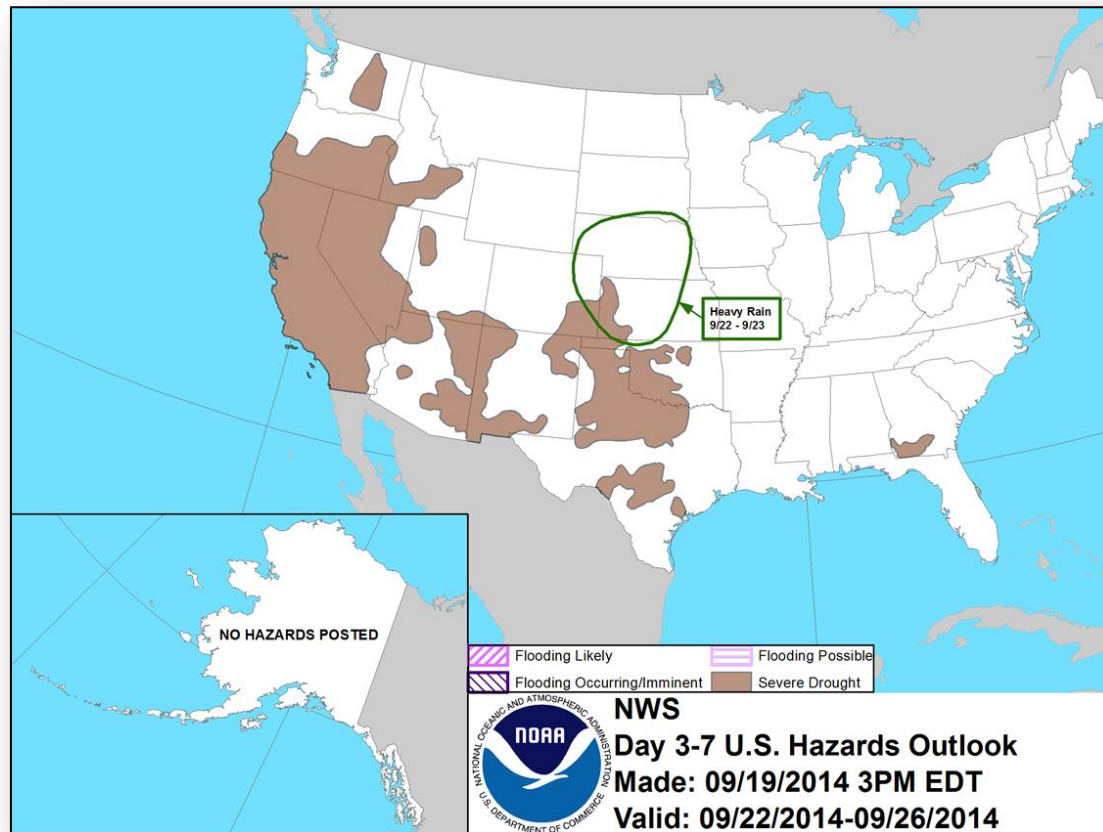 Heavy Rain
9/22 - 9/23
NO HAZARDS POSTED
Flooding Likely
Flooding Possible
Flooding Occurring/Imminent
Severe Drought
NATIONAL OCEANIC AND ATMOSPHERIC ADMINISTRATION
NOAA
U.S. DEPARTMENT OF COMMERCE
NWS
Day 3-7 U.S. Hazards Outlook
Made: 09/19/2014 3PM EDT
Valid: 09/22/2014-09/26/2014